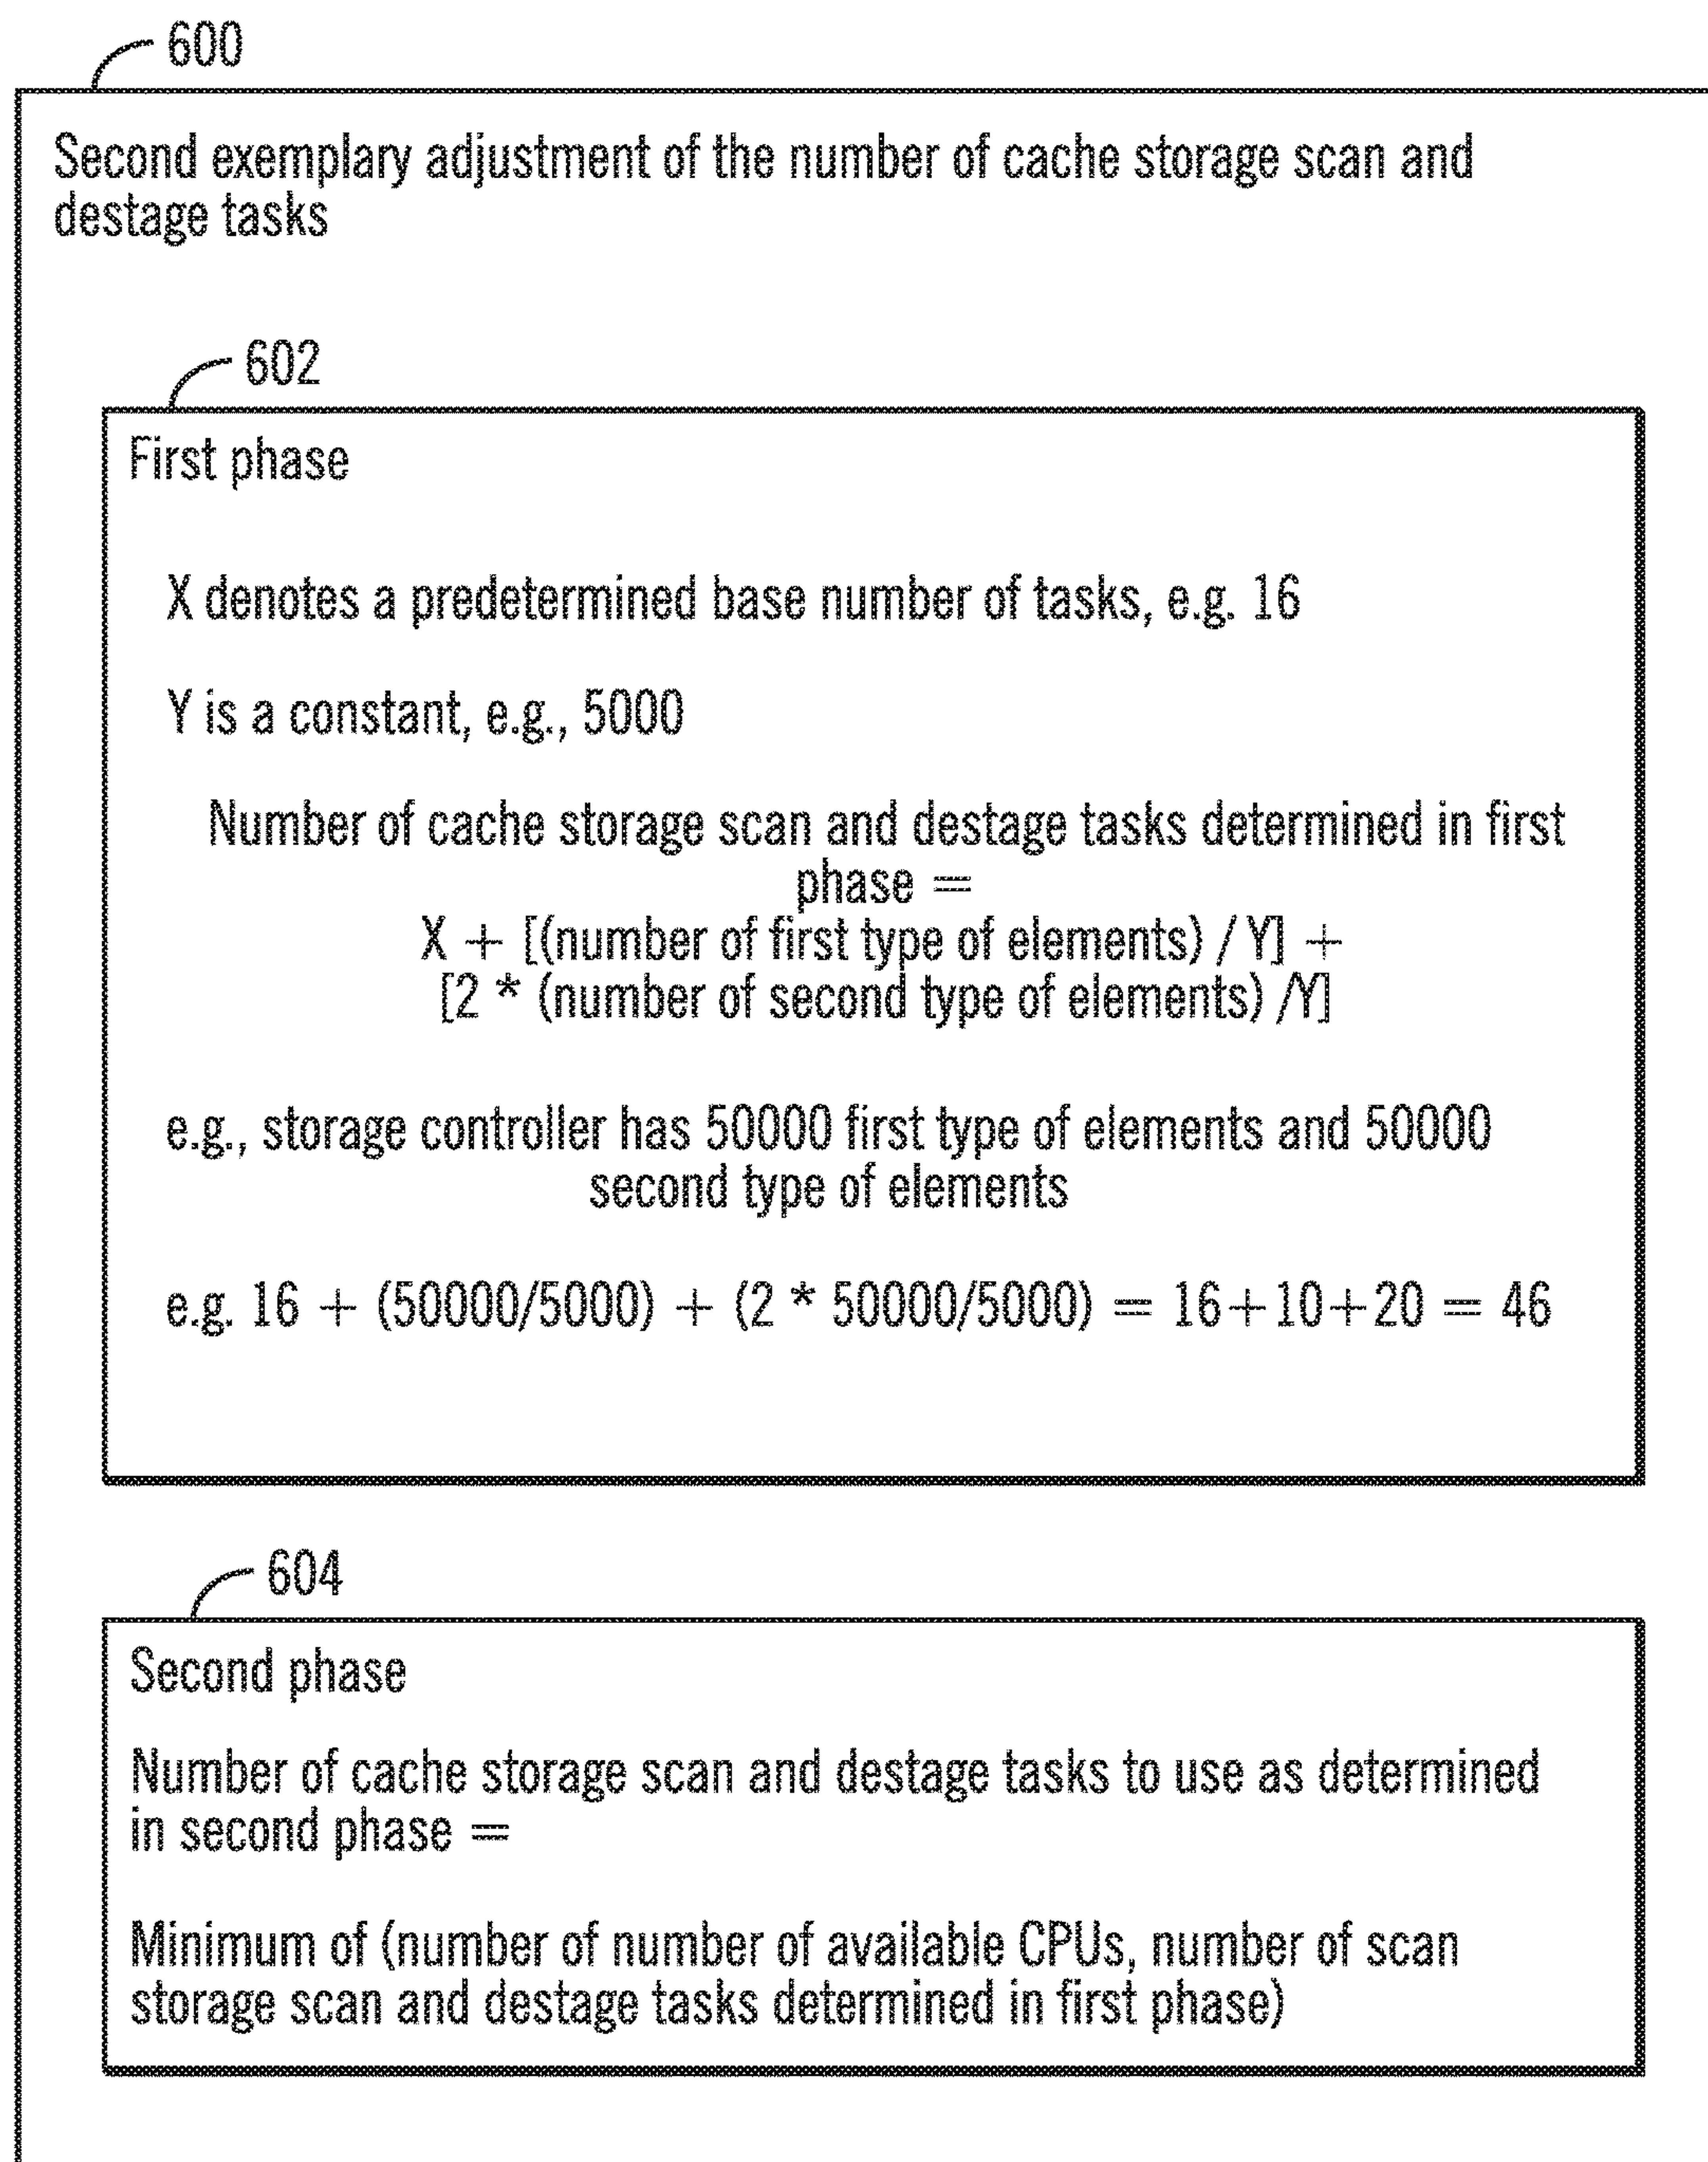 600
Second exemplary adjustment of the number of cache storage scan and
destage tasks
602
First phase
X denotes a predetermined base number of tasks, e.g. 16
Y is a constant, e.g., 5000
Number of cache storage scan and destage tasks determined in first
phase =
X + [(number of first type of elements) / Y] +
[2 * (number of second type of elements) /Y]
e.g., storage controller has 50000 first type of elements and 50000
second type of elements
e.g. 16 + (50000/5000) + (2 * 50000/5000) = 16+10+20 = 46
604
Second phase
Number of cache storage scan and destage tasks to use as determined
in second phase =
Minimum of (number of number of available CPUs, number of scan
storage scan and destage tasks determined in first phase)